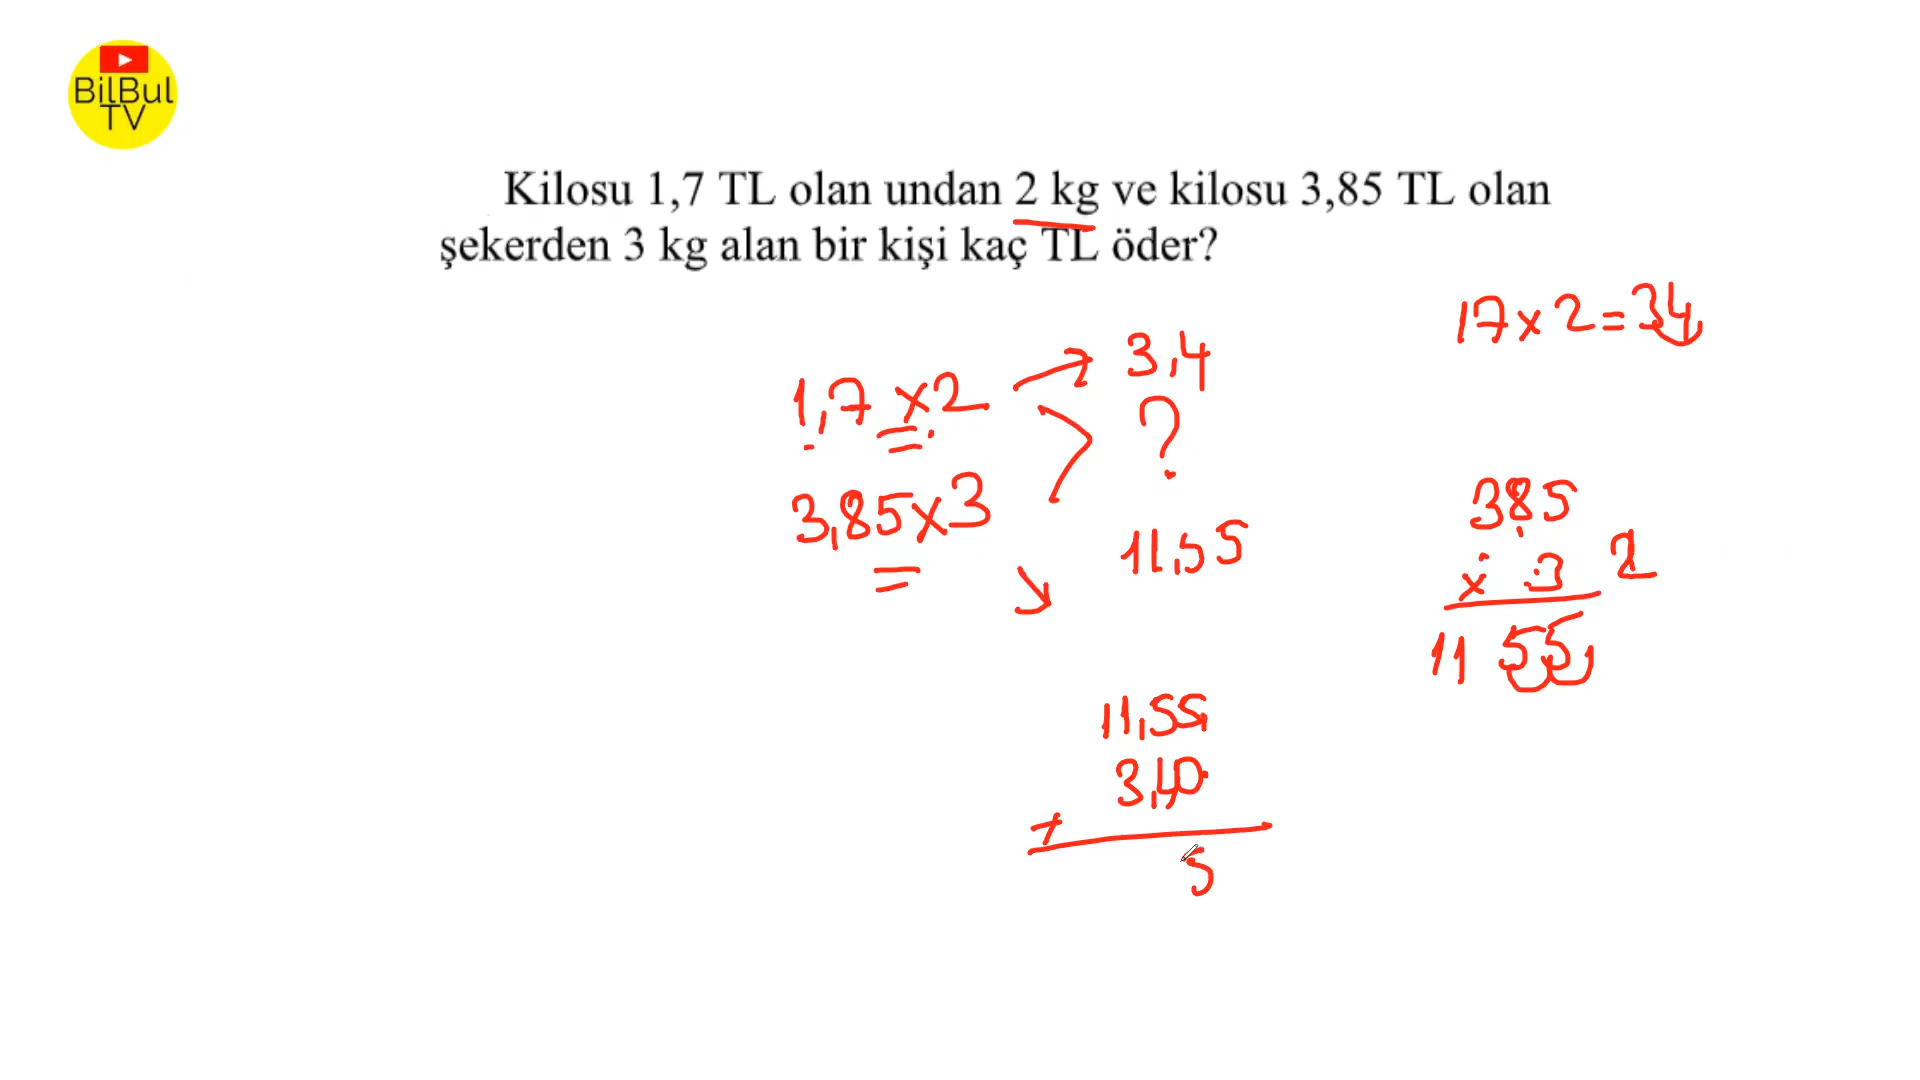 BilBul
TV
Kilosu 1,7 TL olan undan 2 kg ve kilosu 3,85 TL olan
şekerden 3 kg alan bir kişi kaç TL öder?
17x2=34,
1,7 x2
3,4
?
3,85x3
11,55
385
x 3 2
11 55,
11,55
3,40
+
5